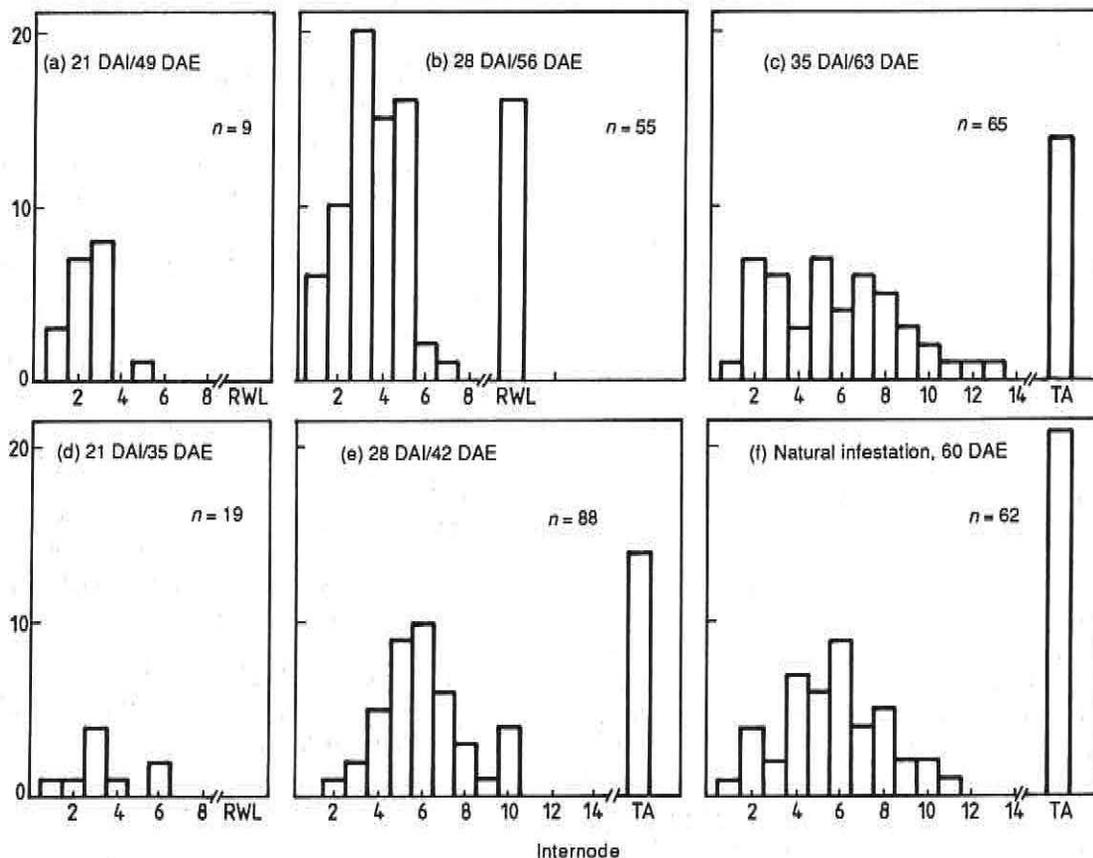 20
10
0
(a) 21 DAI/49 DAE
n = 9
2 4 6 8 RWL
(b) 28 DAI/56 DAE
n = 55
2 4 6 8 RWL
(c) 35 DAI/63 DAE
n = 65
2 4 6 8 10 12 14 TA
20
10
0
(d) 21 DAI/35 DAE
n = 19
2 4 6 8 RWL
(e) 28 DAI/42 DAE
n = 88
2 4 6 8 10 12 14 TA
(f) Natural infestation, 60 DAE
n = 62
2 4 6 8 10 12 14 TA
Internode